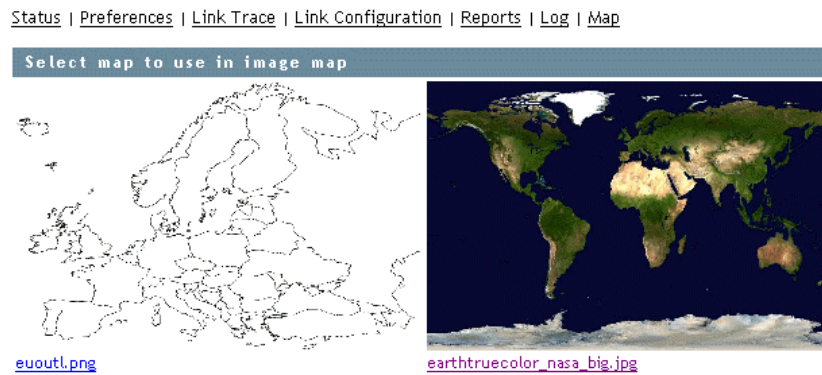 Status | Preferences | Link Trace | Link Configuration | Reports | Log | Map
Select map to use in image map
euoutl.png
earthtruecolor_nasa_big.jpg